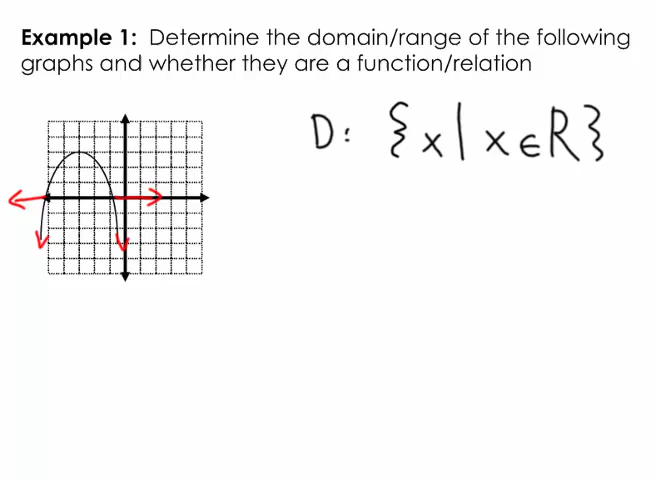 Example 1: Determine the domain/range of the following
graphs and whether they are a function/relation
D: {x| x∈R}